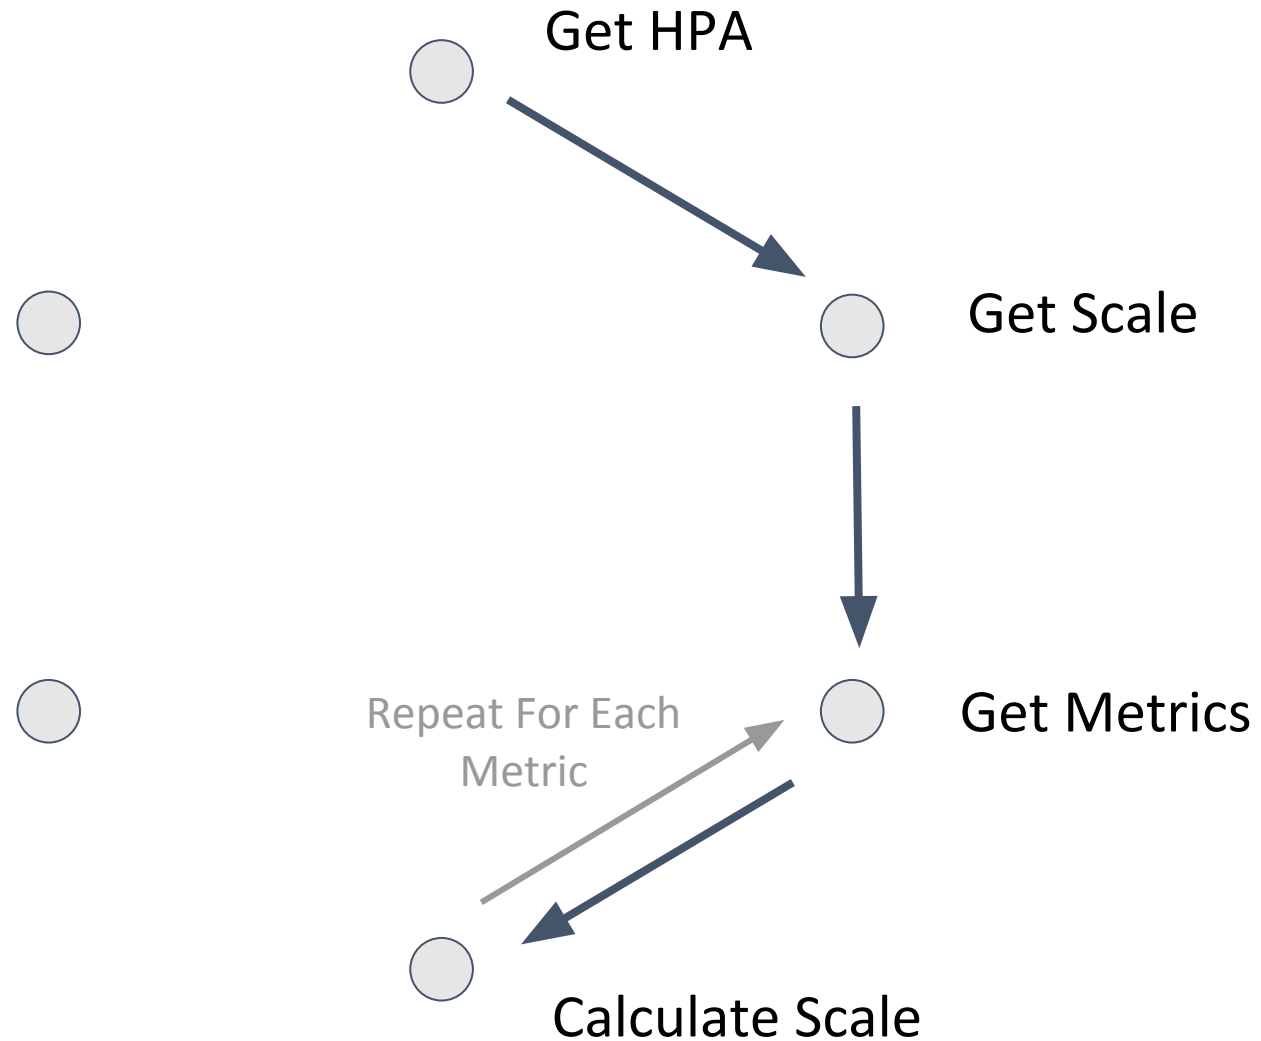 Get HPA
Get Scale
Get Metrics
Repeat For Each
Metric
Calculate Scale